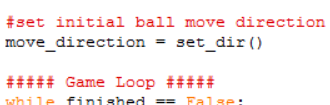 #set initial ball move direction
move_direction = set_dir()
##### Game Loop #####
while finished == False: